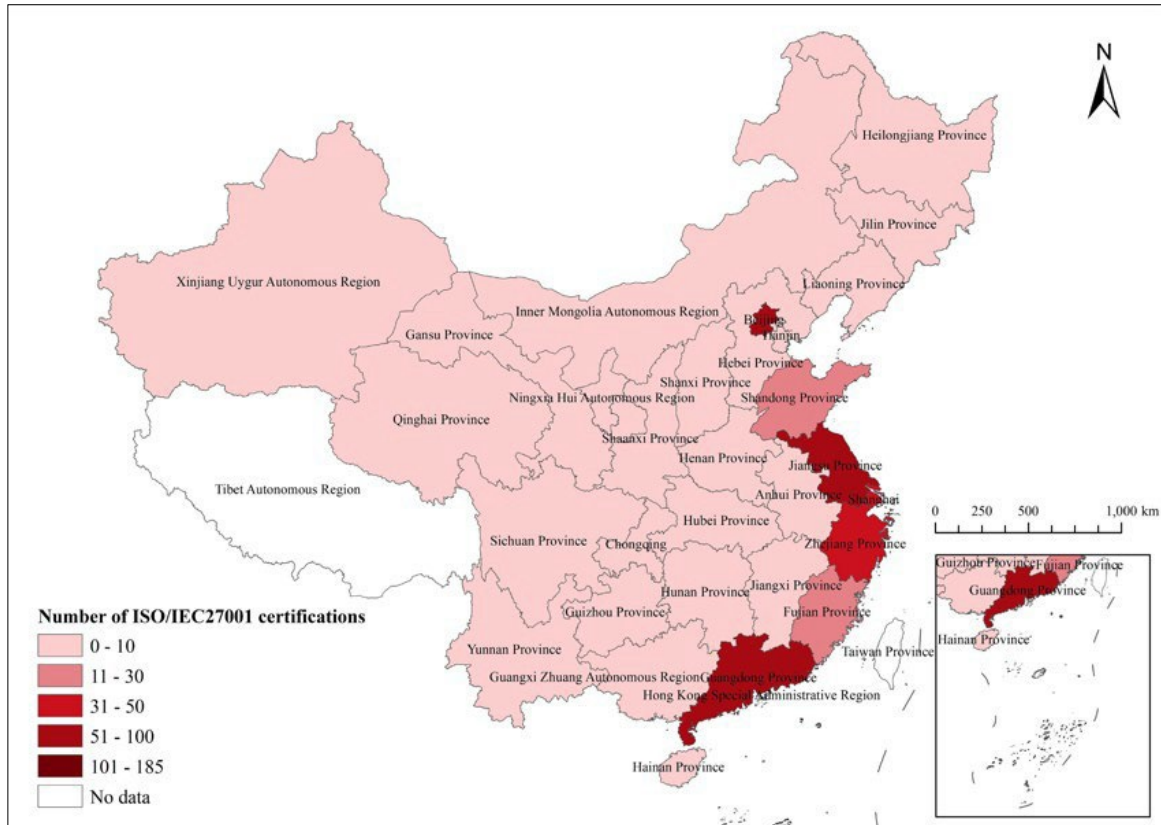 N
Heilongjiang Province
Jilin Province
Liaoning Province
Xinjiang Uygur Autonomous Region
Inner Mongolia Autonomous Region
Beijing
Gansu Province
Tianjin
Hebei Province
Shanxi Province
Ningxia Hui Autonomous Region
Shandong Province
Qinghai Province
Shaanxi Province
Henan Province
Jiangsu Province
Tibet Autonomous Region
Anhui Province
Shanghai
Hubei Province
Sichuan Province
Chongqing
Zhejiang Province
0 250 500 1,000 km
Hunan Province
Jiangxi Province
Guizhou Province
Fujian Province
Yunnan Province
Taiwan Province
Guangxi Zhuang Autonomous Region
Guangdong Province
Hong Kong Special Administrative Region
Hainan Province
Guizhou Province
Fujian Province
Guangdong Province
Hainan Province
Number of ISO/IEC27001 certifications
0 - 10
11 - 30
31 - 50
51 - 100
101 - 185
No data